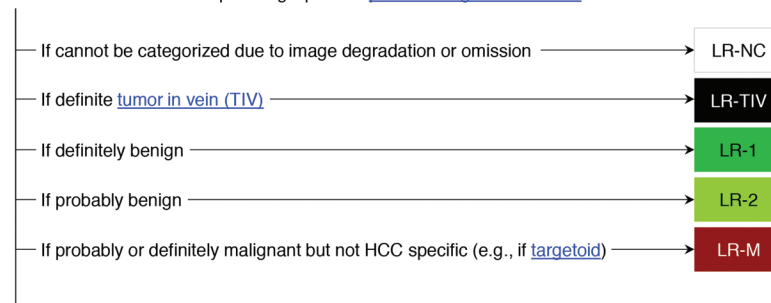 If cannot be categorized due to image degradation or omission LR-NC
If definite tumor in vein (TIV) LR-TIV
If definitely benign LR-1
If probably benign LR-2
If probably or definitely malignant but not HCC specific (e.g., if targetoid) LR-M